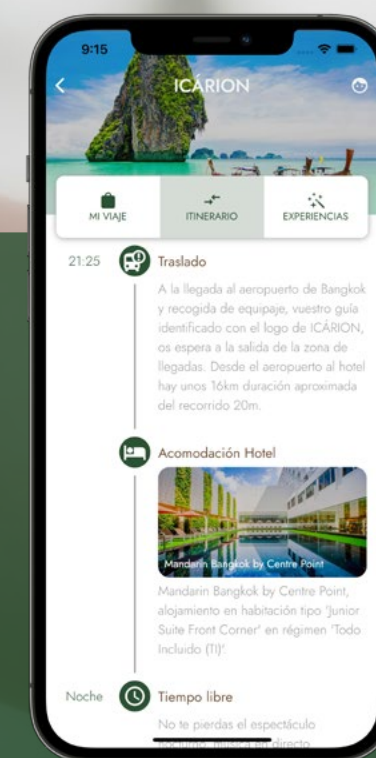 9:15
ICÁRION
MI VIAJE
ITINERARIO
EXPERIENCIAS
21:25
Traslado
A la llegada al aeropuerto de Bangkok
y recogida de equipaje, vuestro guía
identificado con el logo de ICÁRION,
os espera a la salida de la zona de
llegadas. Desde el aeropuerto al hotel
hay unos 16km duración aproximada
del recorrido 20m.
Acomodación Hotel
Mandarin Bangkok by Centre Point
Mandarin Bangkok by Centre Point,
alojamiento en habitación tipo 'Junior
Suite Front Corner' en régimen 'Todo
Incluido (TI)'.
Noche
Tiempo libre
No te pierdas el espectáculo
nocturno, música en directo